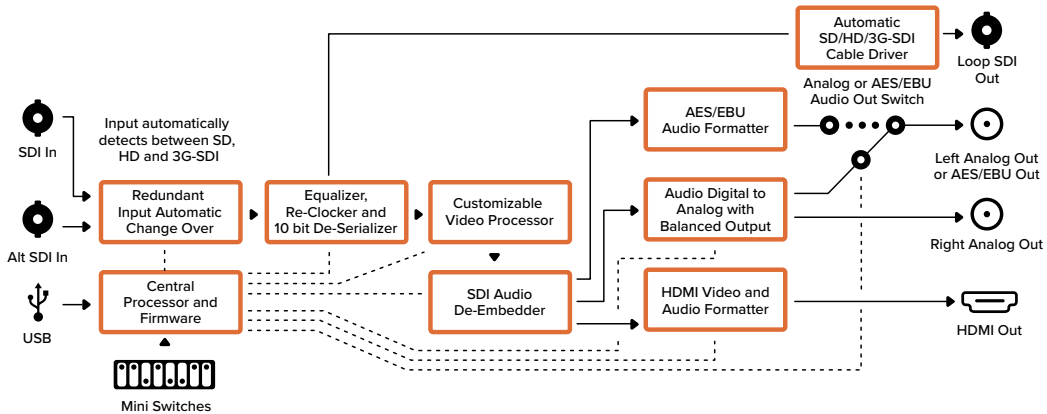 Automatic
SD/HD/3G-SDI
Cable Driver
Loop SDI
Out
Analog or AES/EBU
Audio Out Switch
AES/EBU
Audio Formatter
SDI In
Input automatically
detects between SD,
HD and 3G-SDI
Left Analog Out
or AES/EBU Out
Redundant
Input Automatic
Change Over
Equalizer,
Re-Clocker and
10 bit De-Serializer
Customizable
Video Processor
Audio Digital to
Analog with
Balanced Output
Alt SDI In
Right Analog Out
Central
Processor and
Firmware
SDI Audio
De-Embedder
HDMI Video and
Audio Formatter
USB
HDMI Out
Mini Switches